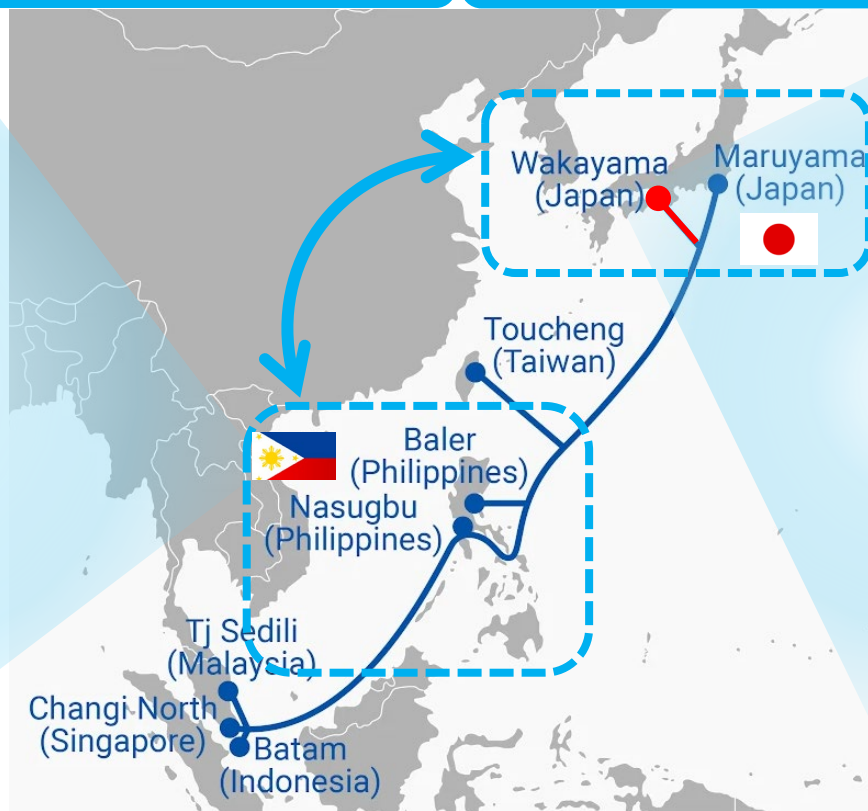 Wakayama
(Japan)
Maruyama
(Japan)
Toucheng
(Taiwan)
Baler
(Philippines)
Nasugbu
(Philippines)
Tj Sedili
(Malaysia)
Changi North
(Singapore)
Batam
(Indonesia)